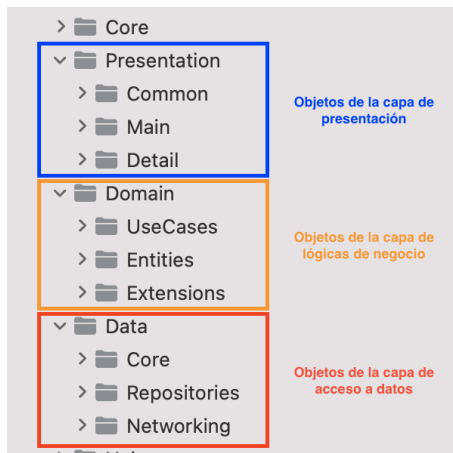 Core
Presentation
Common
Main
Detail
Objetos de la capa de
presentación
Domain
UseCases
Entities
Extensions
Objetos de la capa de
lógicas de negocio
Data
Core
Repositories
Networking
Objetos de la capa de
acceso a datos